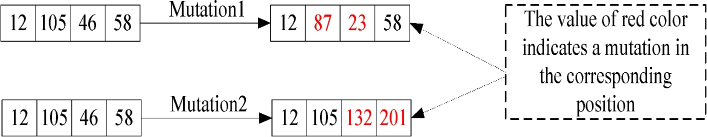 12 105 46 58 Mutation1 12 87 23 58
12 105 46 58 Mutation2 12 105 132 201
The value of red color
indicates a mutation in
the corresponding
position